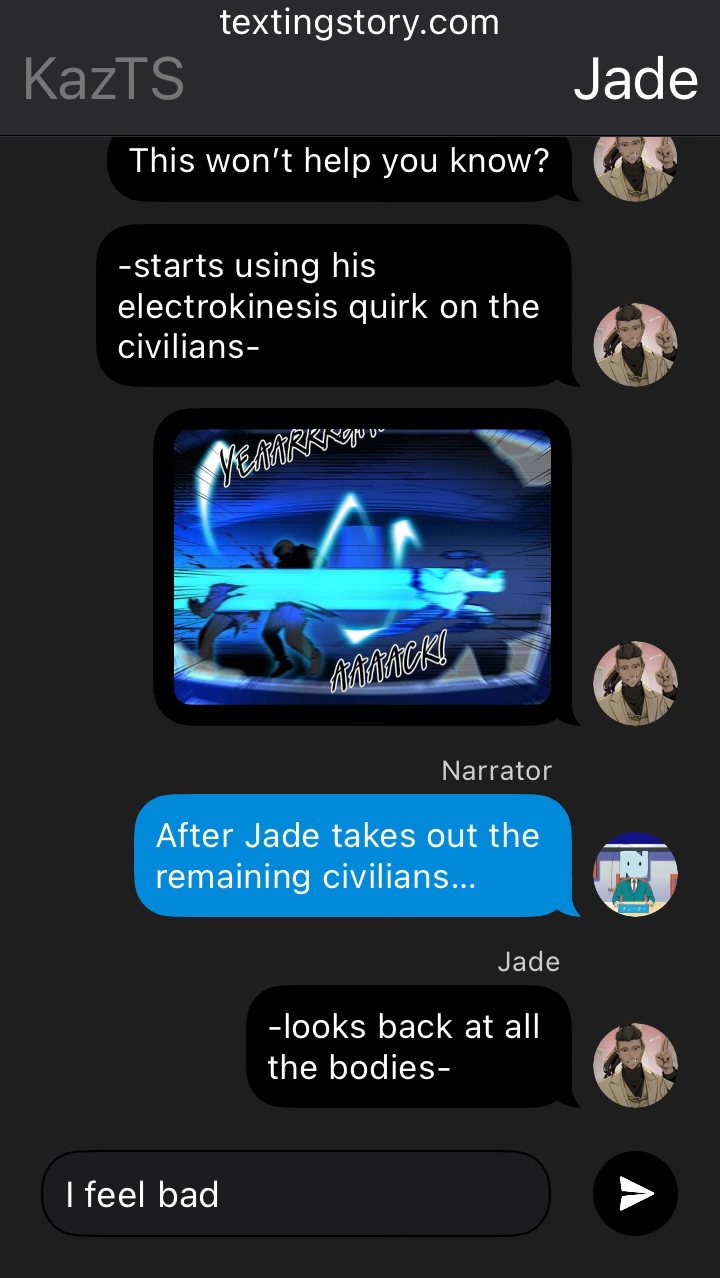 textingstory.com
KazTS
Jade
This won’t help you know?
-starts using his
electrokinesis quirk on the
civilians-
AAAACK!
Narrator
After Jade takes out the
remaining civilians...
Jade
-looks back at all
the bodies-
I feel bad